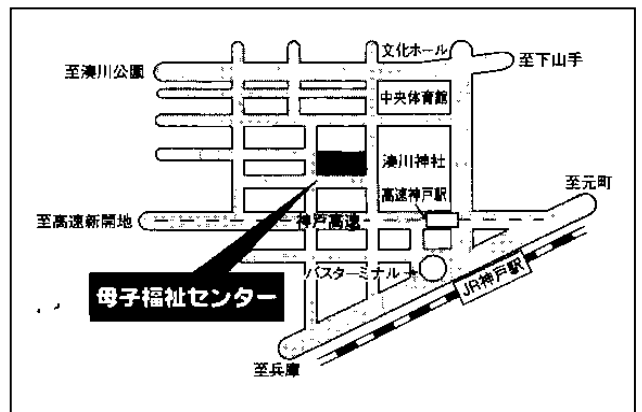 文化ホール
至下山手
至湊川公園
中央体育館
湊川神社
至元町
高速神戸駅
至高速新開地
神戸高速
バスターミナル
JR神戸駅
母子福祉センター
至兵庫